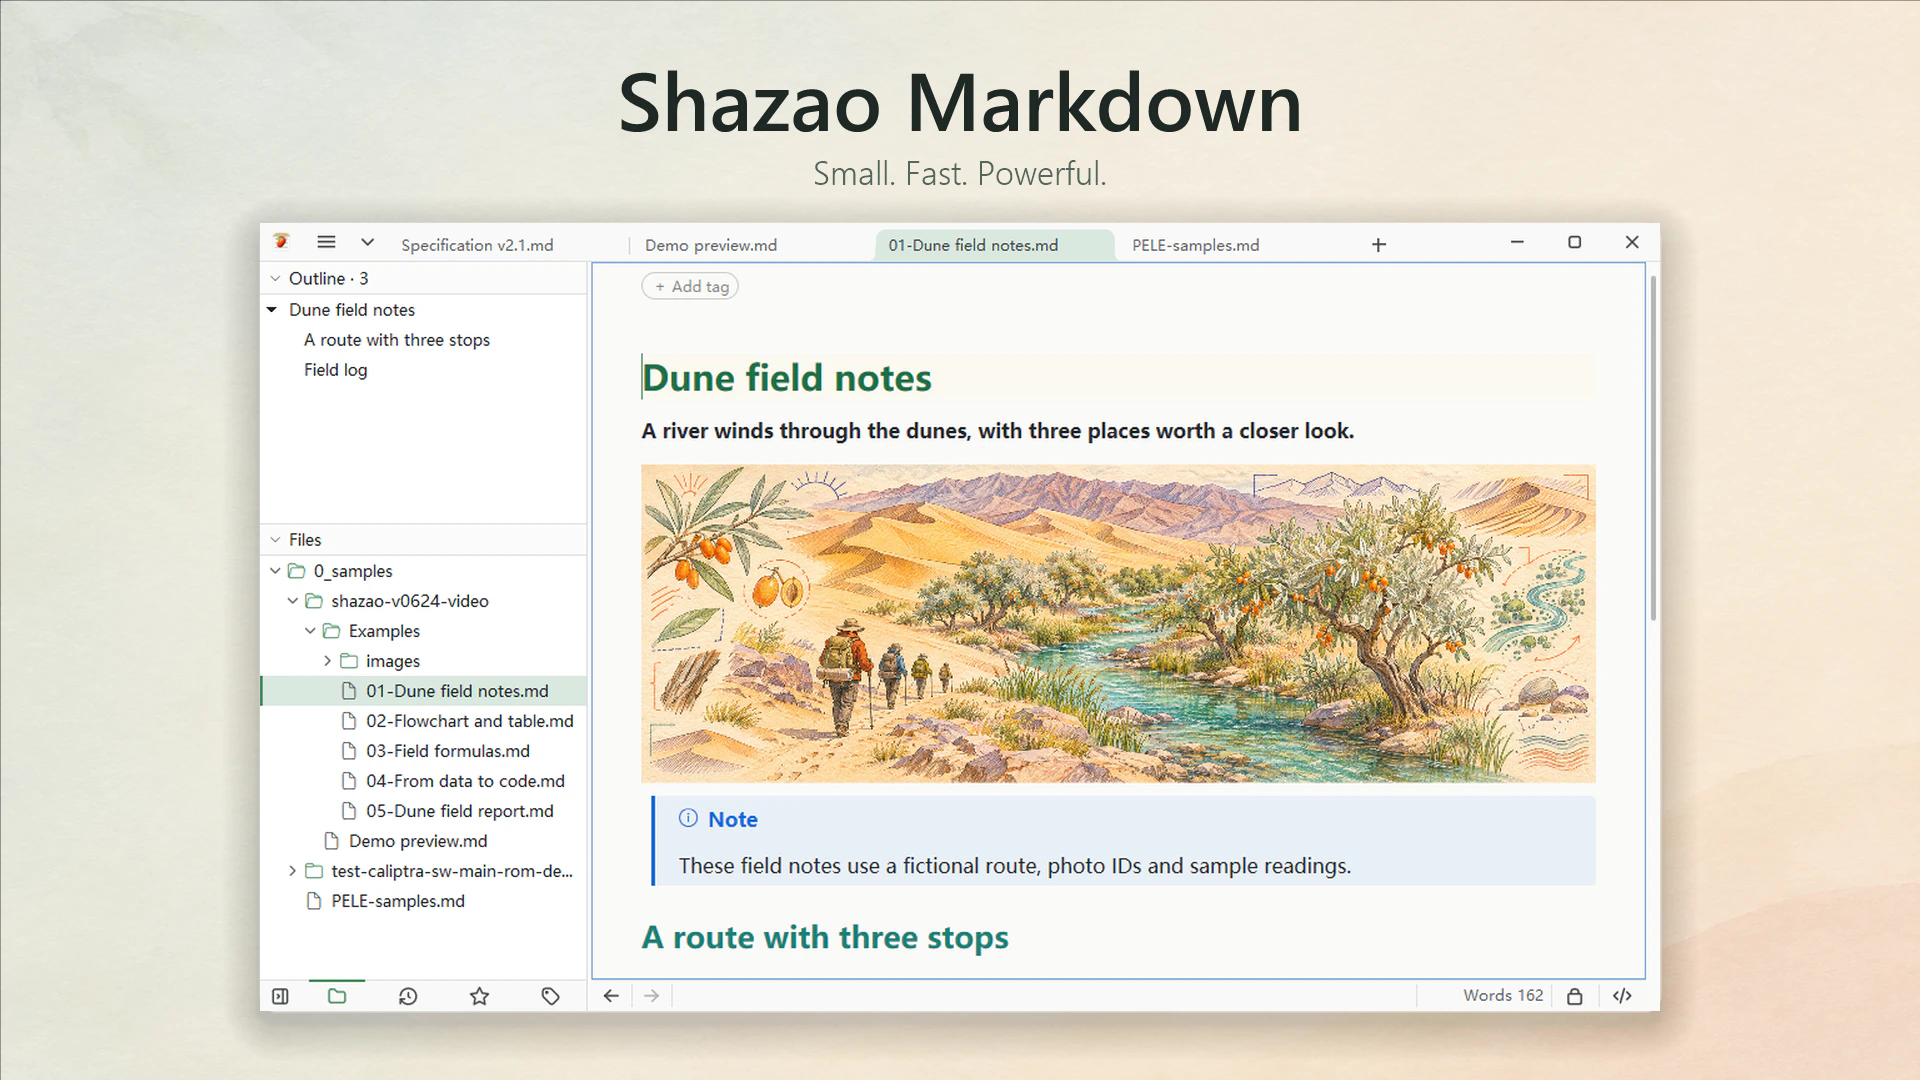 Shazao Markdown
Small. Fast. Powerful.
Specification v2.1.md
Demo preview.md
01-Dune field notes.md
PELE-samples.md
Outline · 3
Dune field notes
A route with three stops
Field log
Files
0_samples
shazao-v0624-video
Examples
images
01-Dune field notes.md
02-Flowchart and table.md
03-Field formulas.md
04-From data to code.md
05-Dune field report.md
Demo preview.md
test-caliptra-sw-main-rom-de...
PELE-samples.md
+ Add tag
Dune field notes
A river winds through the dunes, with three places worth a closer look.
Note
These field notes use a fictional route, photo IDs and sample readings.
A route with three stops
Words 162